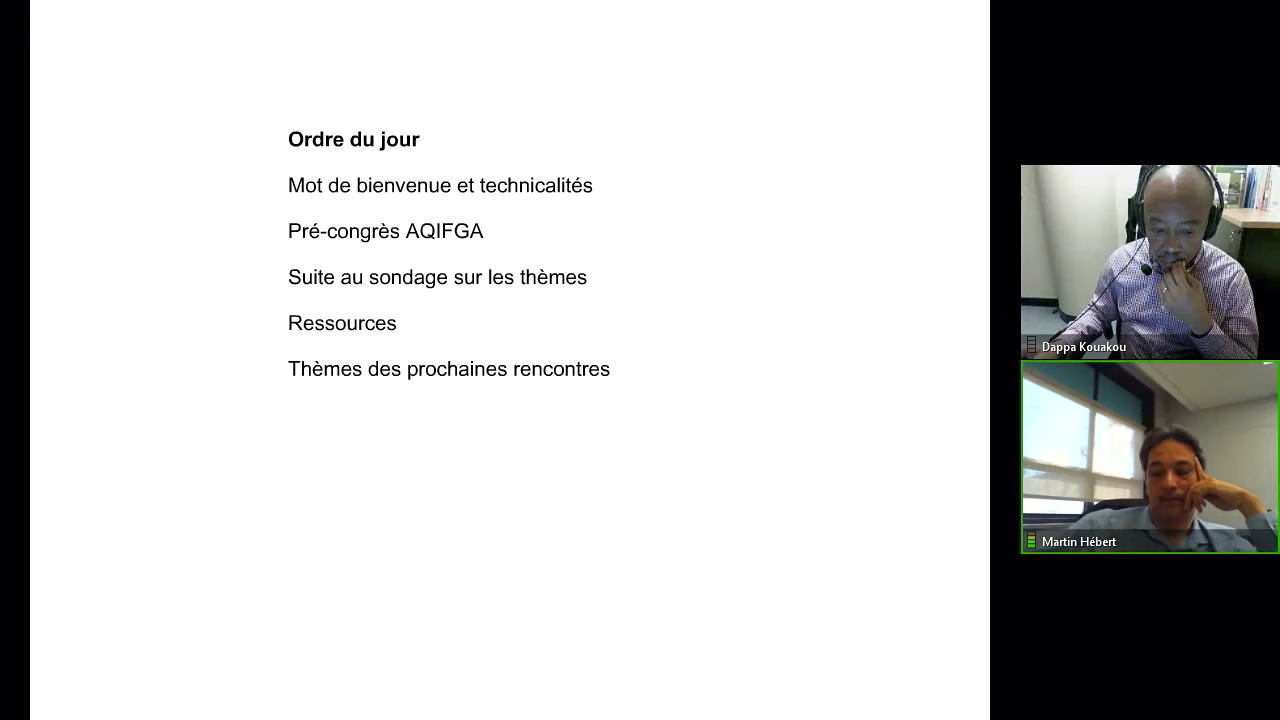 Ordre du jour
Mot de bienvenue et technicalités
Pré-congrès AQIFGA
Suite au sondage sur les thèmes
Ressources
Thèmes des prochaines rencontres
Dappa Kouakou
Martin Hébert